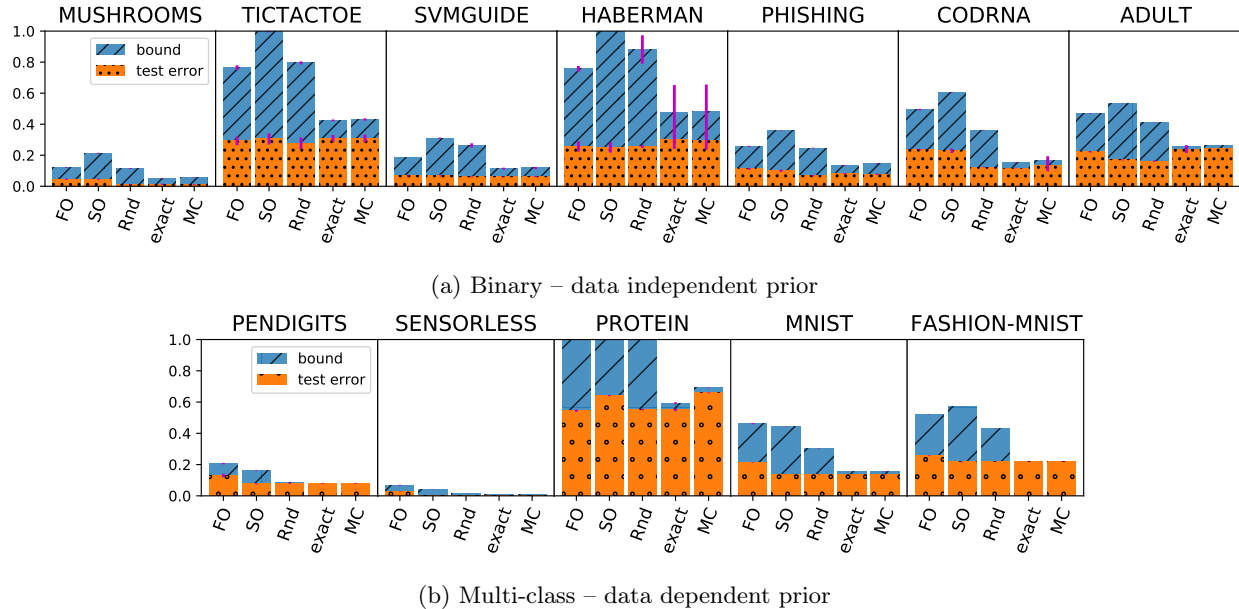 MUSHROOMS TICTACTOE SVMGUIDE HABERMAN PHISHING CODRNA ADULT
1.0
0.8
0.6
0.4
0.2
0.0
bound
test error
FO SO Rnd exact MC FO SO Rnd exact MC FO SO Rnd exact MC FO SO Rnd exact MC FO SO Rnd exact MC FO SO Rnd exact MC FO SO Rnd exact MC
(a) Binary – data independent prior
PENDIGITS SENSORLESS PROTEIN MNIST FASHION-MNIST
1.0
0.8
0.6
0.4
0.2
0.0
bound
test error
FO SO Rnd exact MC FO SO Rnd exact MC FO SO Rnd exact MC FO SO Rnd exact MC FO SO Rnd exact MC
(b) Multi-class – data dependent prior